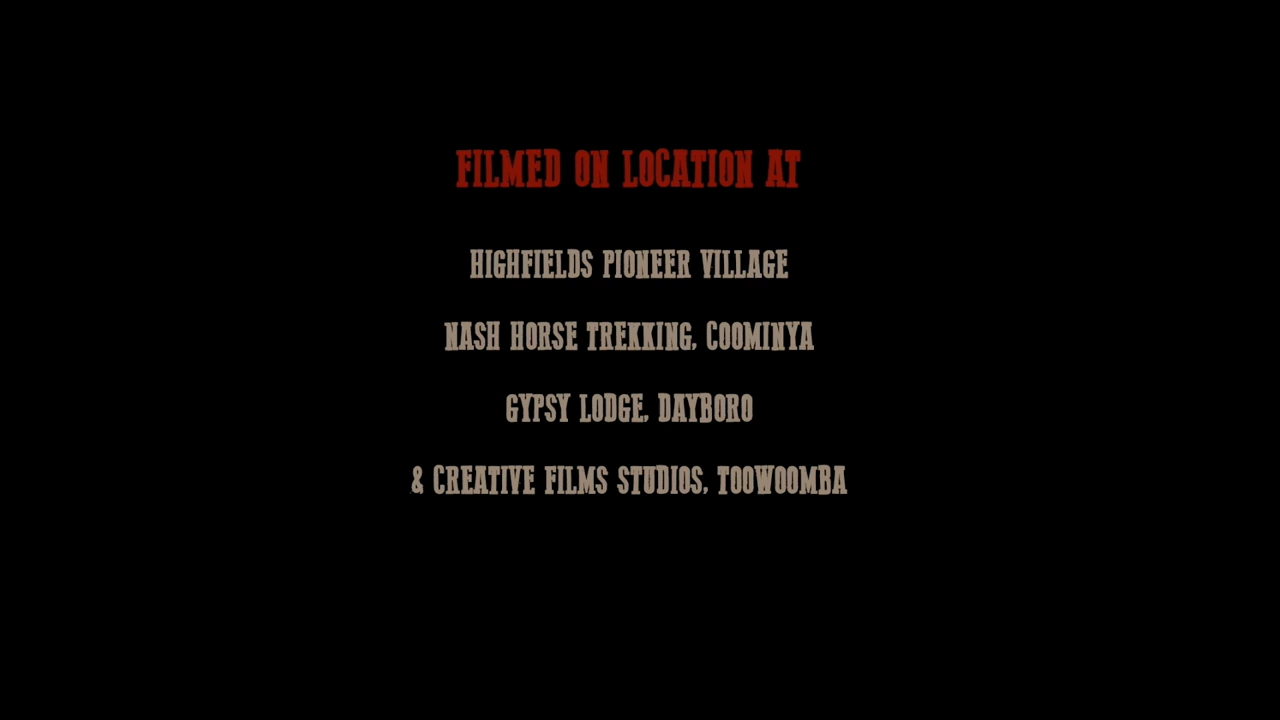 FILMED ON LOCATION AT
HIGHFIELDS PIONEER VILLAGE
NASH HORSE TREKKING, COOMINYA
GYPSY LODGE, DAYBORO
& CREATIVE FILMS STUDIOS, TOOWOOMBA